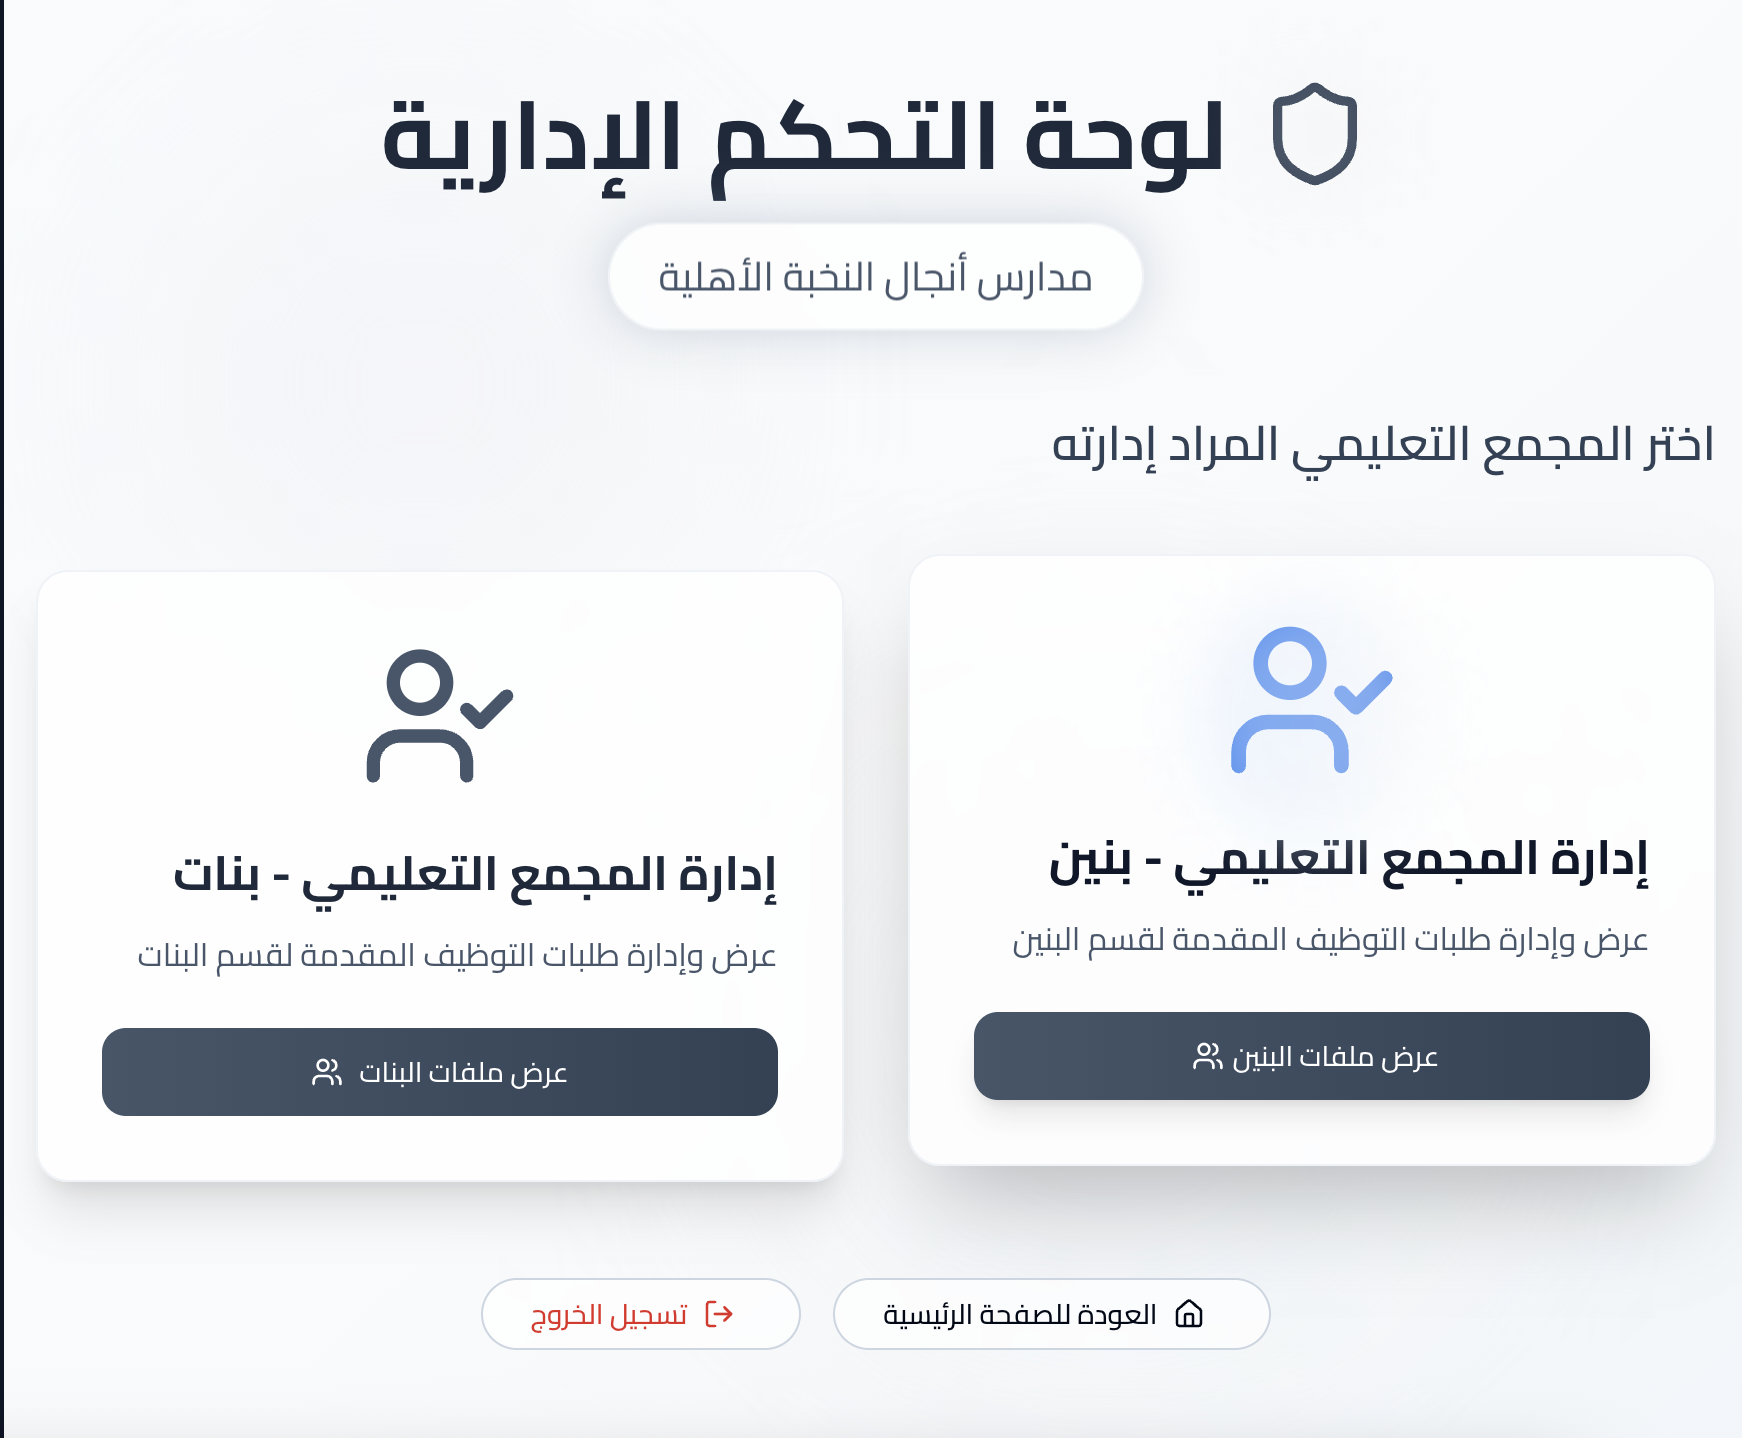 لوحة التحكم الإدارية
مدارس أنجال النخبة الأهلية
اختر المجمع التعليمي المراد إدارته
إدارة المجمع التعليمي - بنين
عرض وإدارة طلبات التوظيف المقدمة لقسم البنين
عرض ملفات البنين
إدارة المجمع التعليمي - بنات
عرض وإدارة طلبات التوظيف المقدمة لقسم البنات
عرض ملفات البنات
العودة للصفحة الرئيسية
تسجيل الخروج